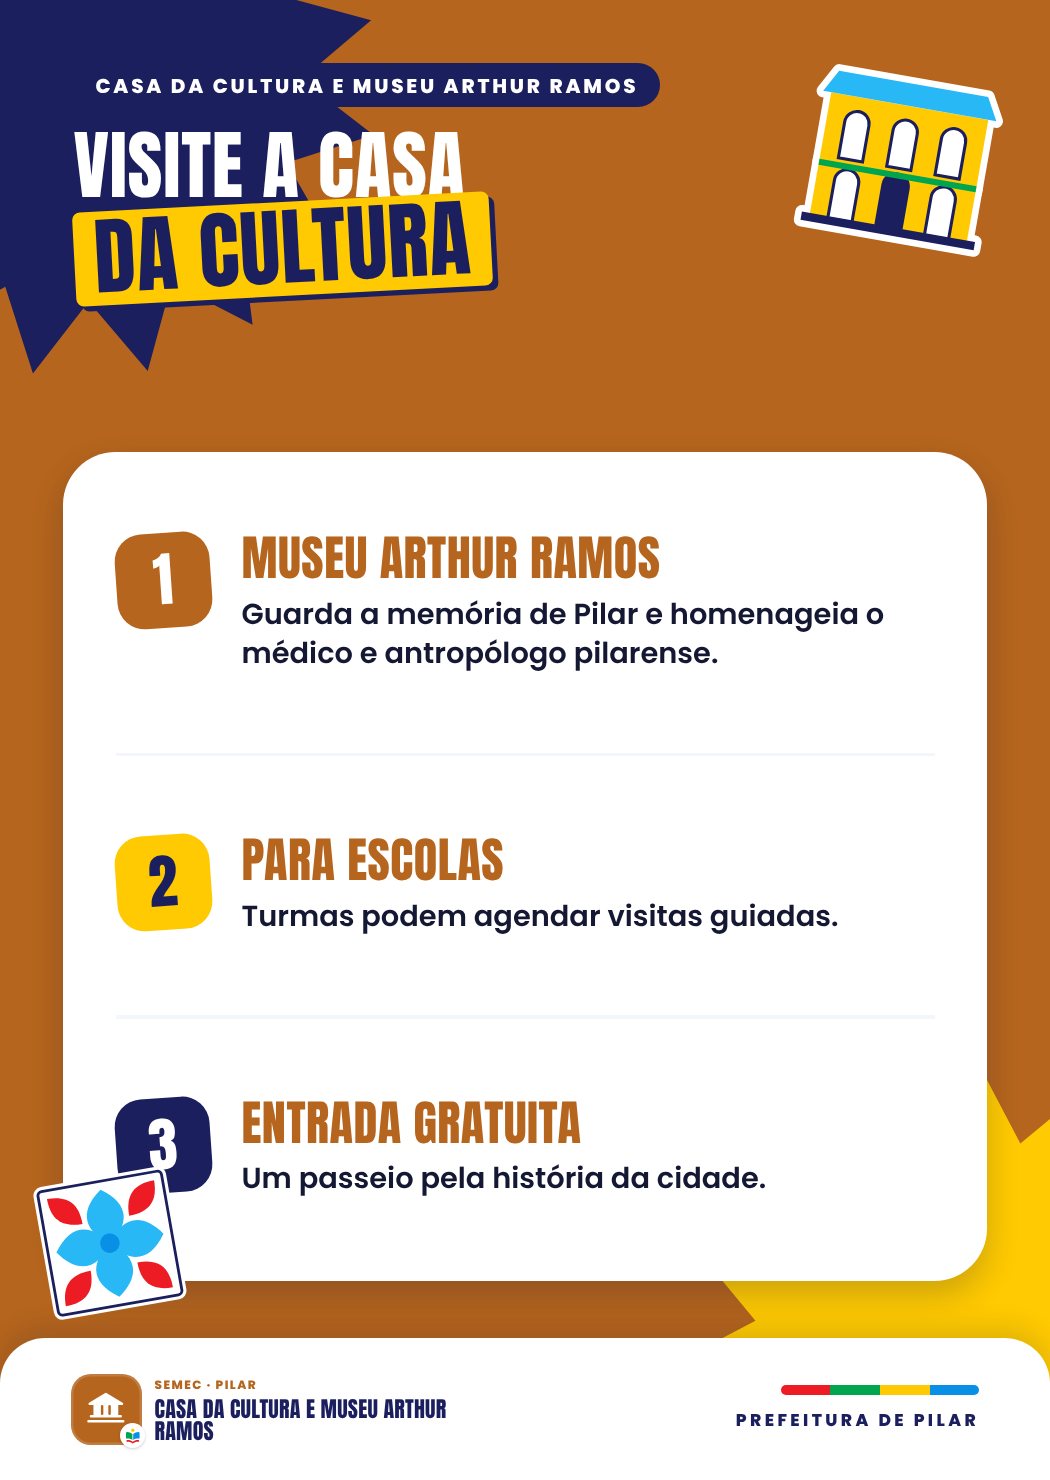 CASA DA CULTURA E MUSEU ARTHUR RAMOS
VISITE A CASA
DA CULTURA
1
MUSEU ARTHUR RAMOS
Guarda a memória de Pilar e homenageia o
médico e antropólogo pilarense.
2
PARA ESCOLAS
Turmas podem agendar visitas guiadas.
3
ENTRADA GRATUITA
Um passeio pela história da cidade.
SEMEC · PILAR
CASA DA CULTURA E MUSEU ARTHUR
RAMOS
PREFEITURA DE PILAR